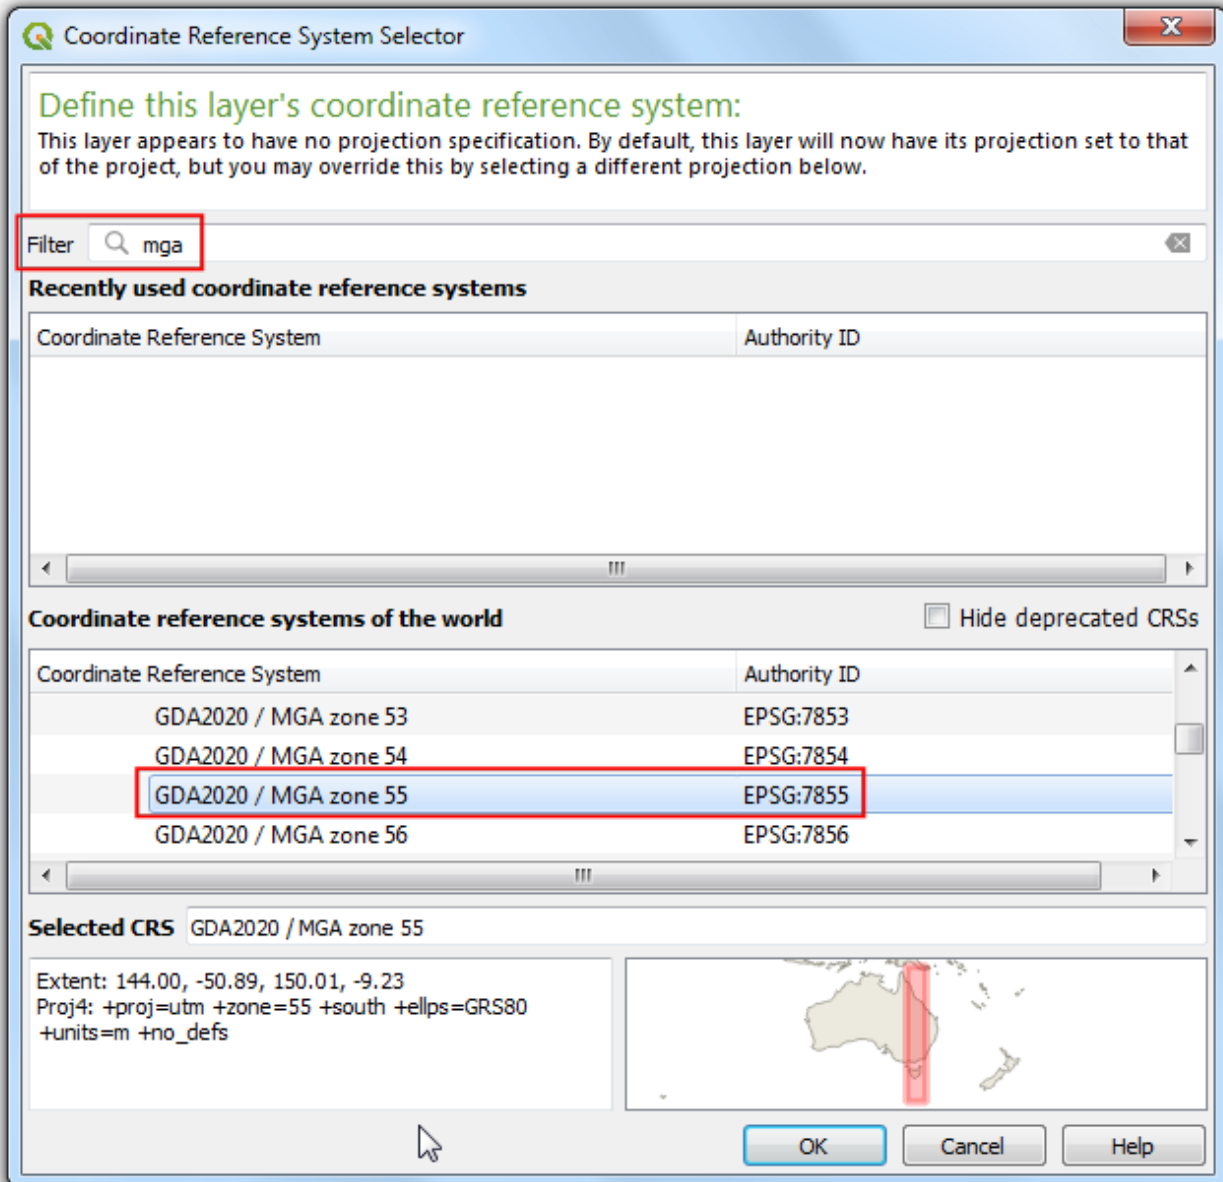 Coordinate Reference System Selector
Define this layer's coordinate reference system:
This layer appears to have no projection specification. By default, this layer will now have its projection set to that
of the project, but you may override this by selecting a different projection below.
Filter mga
Recently used coordinate reference systems
Coordinate Reference System Authority ID
Coordinate reference systems of the world Hide deprecated CRSs
Coordinate Reference System Authority ID
GDA2020 / MGA zone 53 EPSG:7853
GDA2020 / MGA zone 54 EPSG:7854
GDA2020 / MGA zone 55 EPSG:7855
GDA2020 / MGA zone 56 EPSG:7856
Selected CRS GDA2020 / MGA zone 55
Extent: 144.00, -50.89, 150.01, -9.23
Proj4: +proj=utm +zone=55 +south +ellps=GRS80
+units=m +no_defs
OK Cancel Help